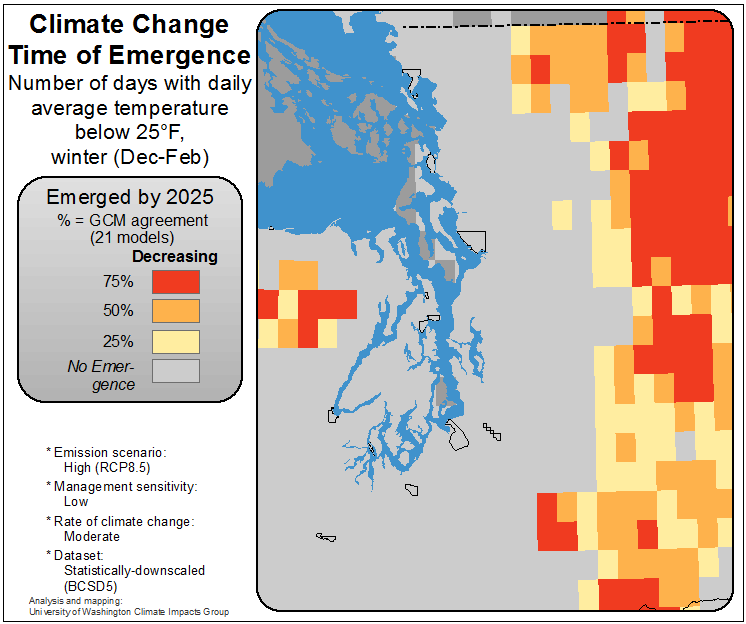 Climate Change
Time of Emergence
Number of days with daily
average temperature
below 25°F,
winter (Dec-Feb)
Emerged by 2025
% = GCM agreement
(21 models)
Decreasing
75%
50%
25%
No Emer-
gence
* Emission scenario:
High (RCP8.5)
* Management sensitivity:
Low
* Rate of climate change:
Moderate
* Dataset:
Statistically-downscaled
(BCSD5)
Analysis and mapping:
University of Washington Climate Impacts Group